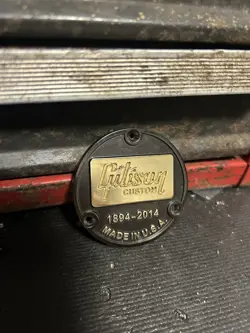 Gibson
CUSTOM
1894-2014
MADE IN U.S.A.